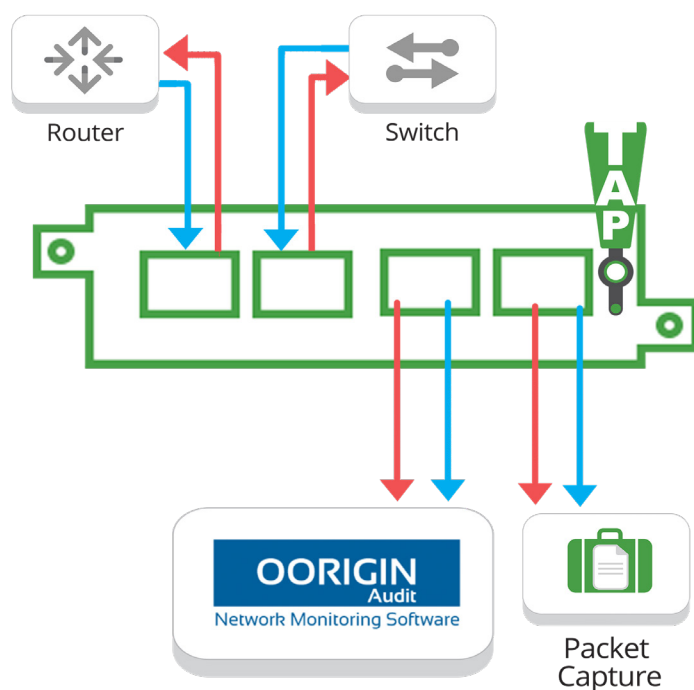 Router
Switch
TAP
OORIGIN
Audit
Network Monitoring Software
Packet
Capture